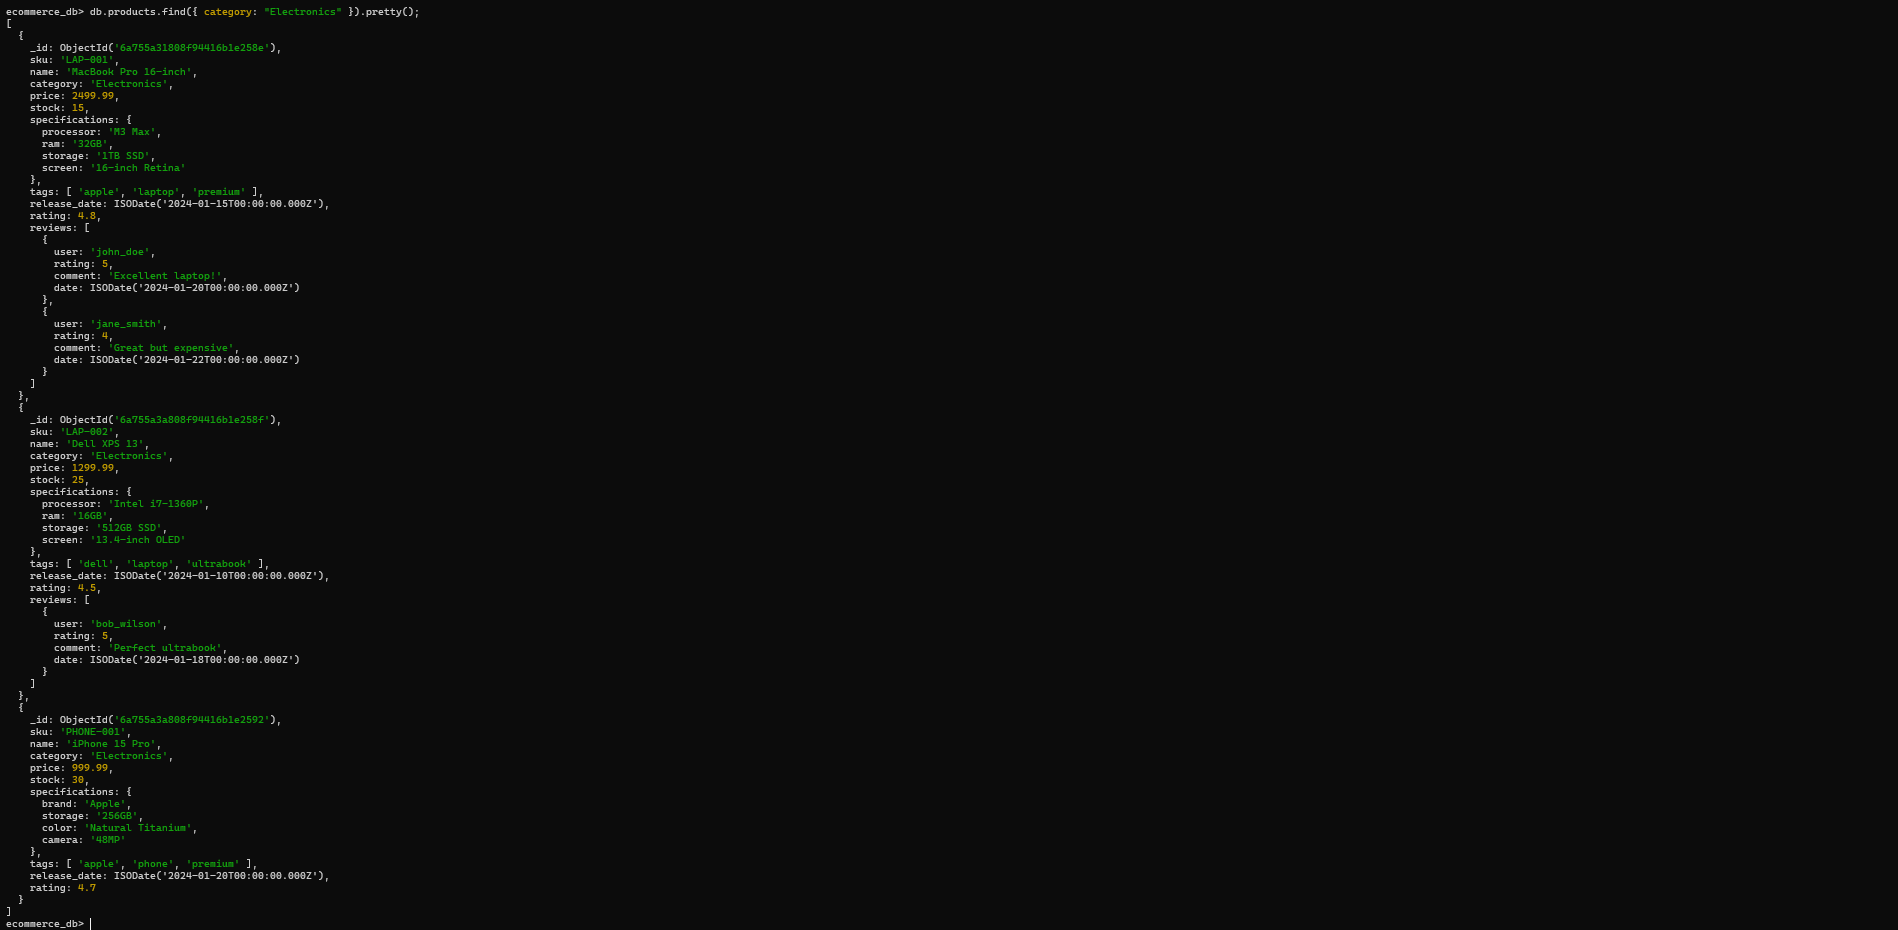 ecommerce_db> db.products.find({ category: "Electronics" }).pretty();
[
  {
    _id: ObjectId('6a755a31808f94416b1e258e'),
    sku: 'LAP-001',
    name: 'MacBook Pro 16-inch',
    category: 'Electronics',
    price: 2499.99,
    stock: 15,
    specifications: {
      processor: 'M3 Max',
      ram: '32GB',
      storage: '1TB SSD',
      screen: '16-inch Retina'
    },
    tags: [ 'apple', 'laptop', 'premium' ],
    release_date: ISODate('2024-01-15T00:00:00.000Z'),
    rating: 4.8,
    reviews: [
      {
        user: 'john_doe',
        rating: 5,
        comment: 'Excellent laptop!',
        date: ISODate('2024-01-20T00:00:00.000Z')
      },
      {
        user: 'jane_smith',
        rating: 4,
        comment: 'Great but expensive',
        date: ISODate('2024-01-22T00:00:00.000Z')
      }
    ]
  },
  {
    _id: ObjectId('6a755a3a808f94416b1e258f'),
    sku: 'LAP-002',
    name: 'Dell XPS 13',
    category: 'Electronics',
    price: 1299.99,
    stock: 25,
    specifications: {
      processor: 'Intel i7-1360P',
      ram: '16GB',
      storage: '512GB SSD',
      screen: '13.4-inch OLED'
    },
    tags: [ 'dell', 'laptop', 'ultrabook' ],
    release_date: ISODate('2024-01-10T00:00:00.000Z'),
    rating: 4.5,
    reviews: [
      {
        user: 'bob_wilson',
        rating: 5,
        comment: 'Perfect ultrabook',
        date: ISODate('2024-01-18T00:00:00.000Z')
      }
    ]
  },
  {
    _id: ObjectId('6a755a3a808f94416b1e2592'),
    sku: 'PHONE-001',
    name: 'iPhone 15 Pro',
    category: 'Electronics',
    price: 999.99,
    stock: 30,
    specifications: {
      brand: 'Apple',
      storage: '256GB',
      color: 'Natural Titanium',
      camera: '48MP'
    },
    tags: [ 'apple', 'phone', 'premium' ],
    release_date: ISODate('2024-01-20T00:00:00.000Z'),
    rating: 4.7
  }
]
ecommerce_db>